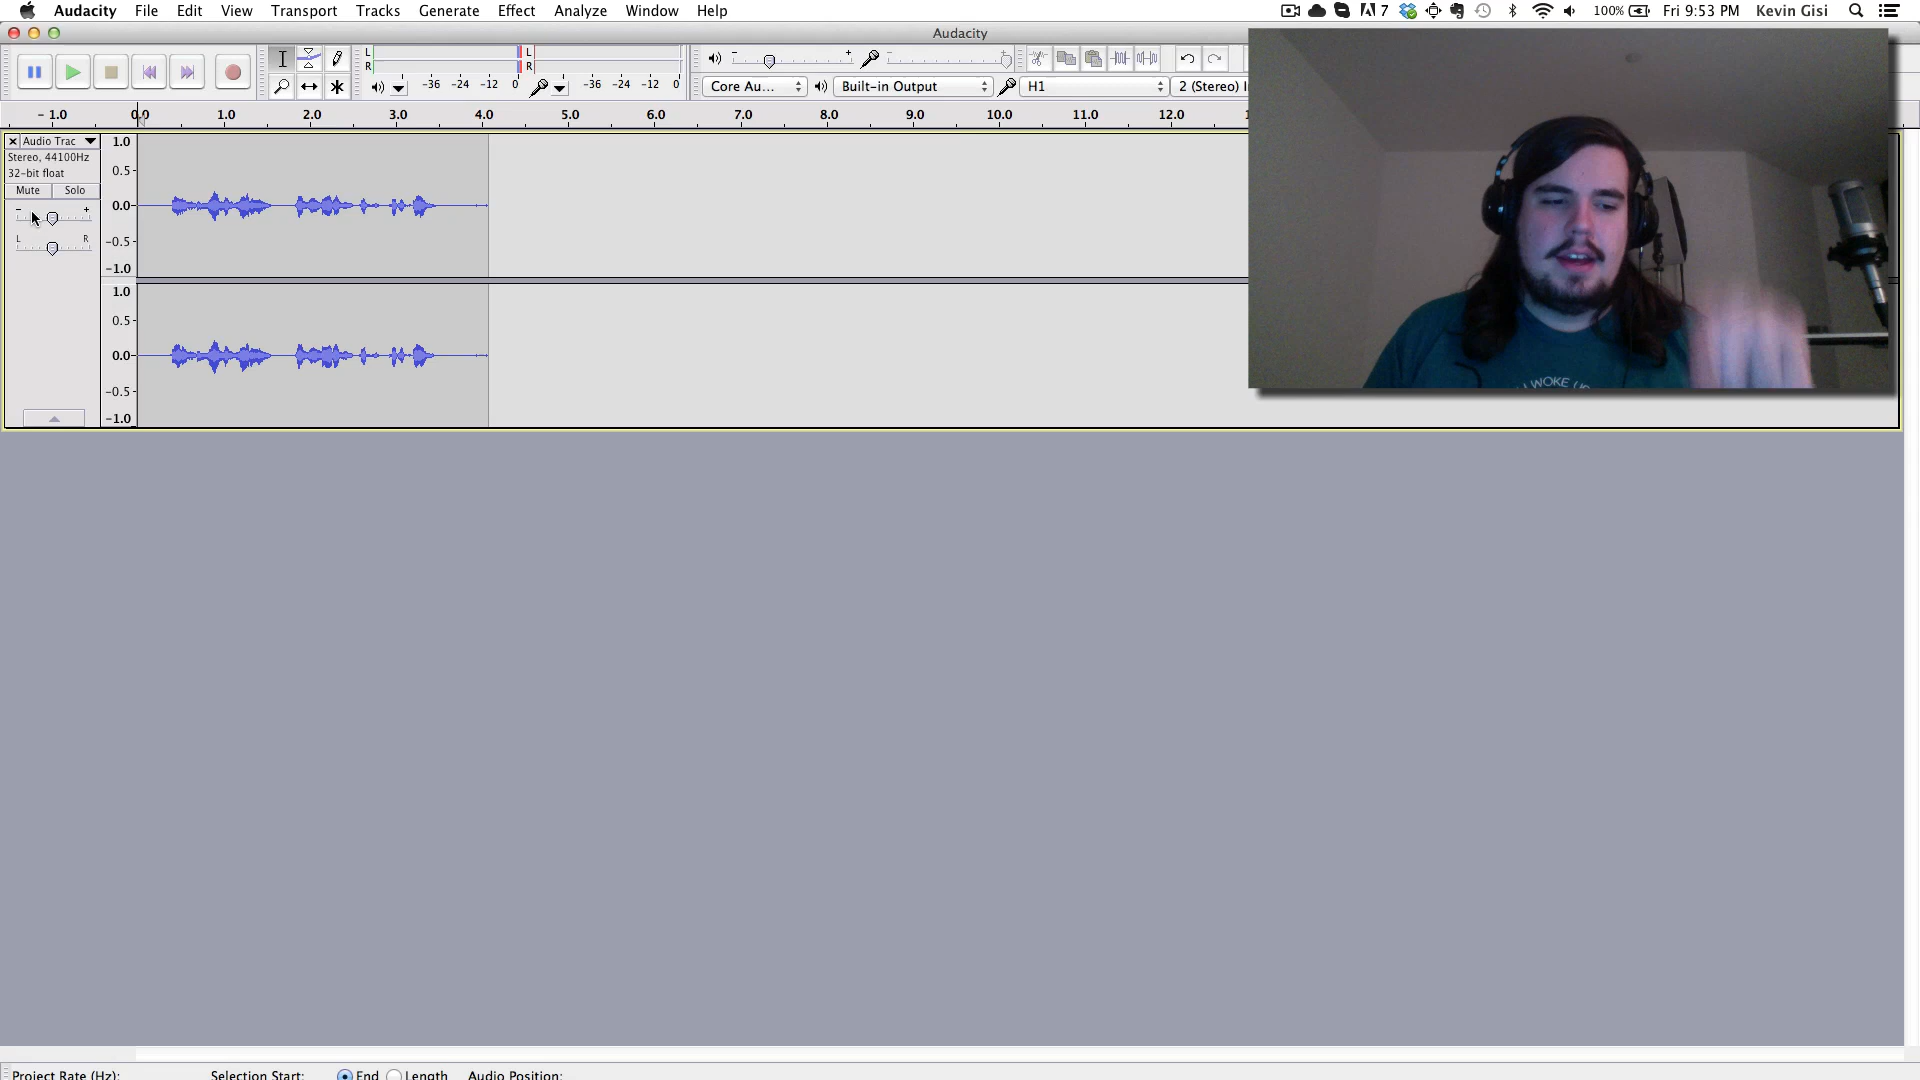 Audacity File Edit View Transport Tracks Generate Effect Analyze Window Help 7 100% Fri 9:53 PM Kevin Gisi
Audacity
L R L R
-36 -24 -12 0 -36 -24 -12 0
Core Au... Built-in Output H1 2 (Stereo) I
- 1.0 0.0 1.0 2.0 3.0 4.0 5.0 6.0 7.0 8.0 9.0 10.0 11.0 12.0
Audio Trac
Stereo, 44100Hz
32-bit float
Mute Solo
- +
L R
1.0
0.5
0.0
-0.5
-1.0
1.0
0.5
0.0
-0.5
-1.0
WOKE
Project Rate (Hz): Selection Start: End Length Audio Position: